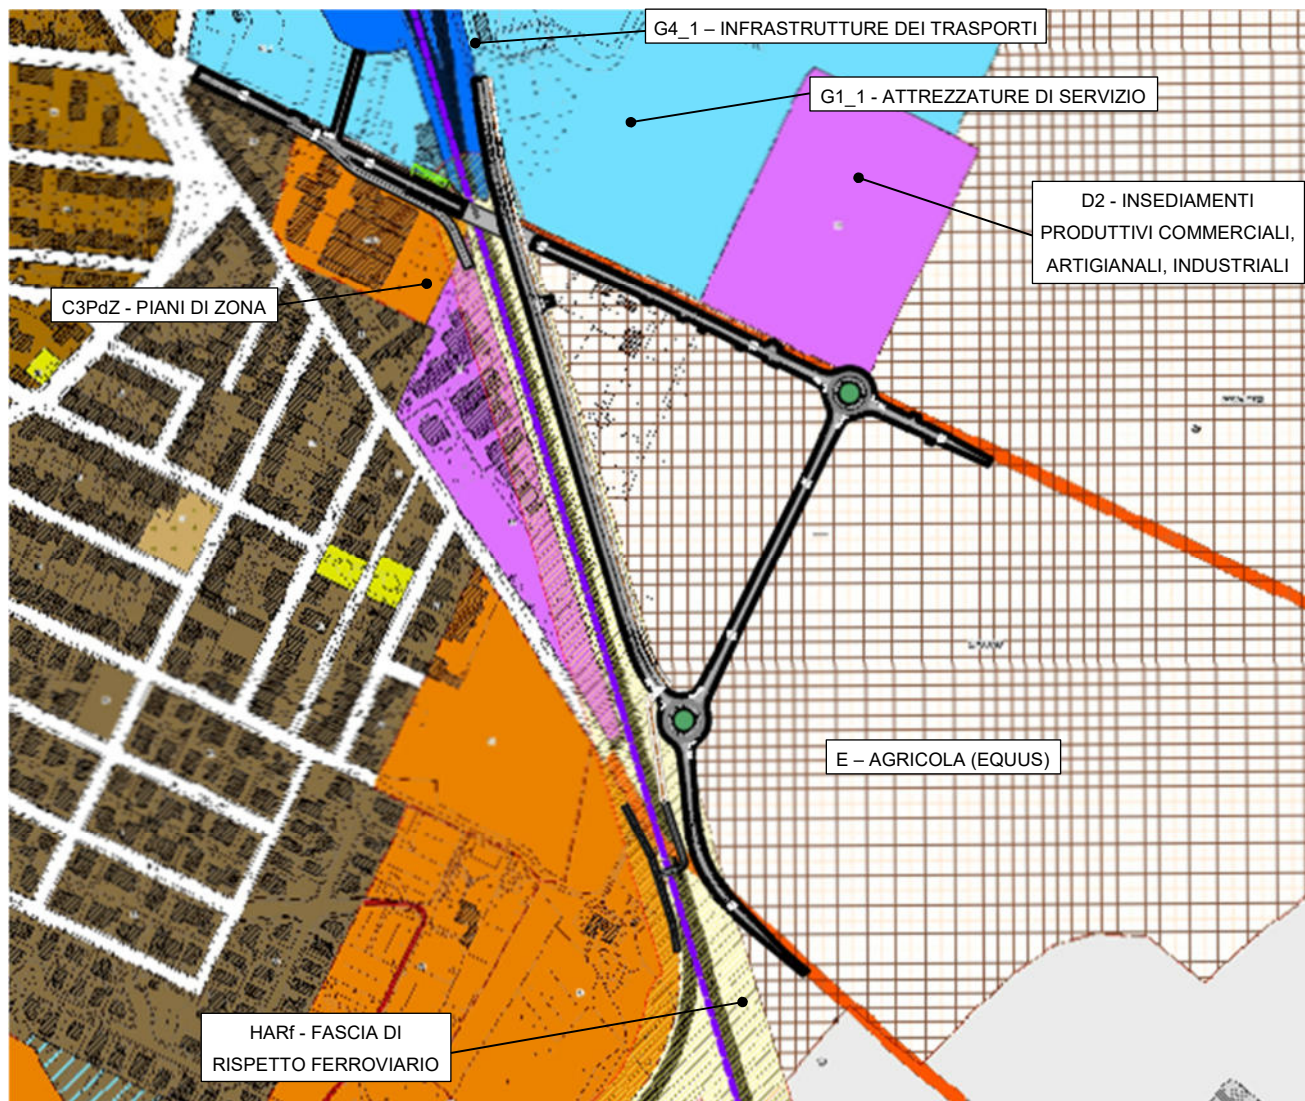 G4_1 – INFRASTRUTTURE DEI TRASPORTI
G1_1 - ATTREZZATURE DI SERVIZIO
D2 - INSEDIAMENTI
PRODUTTIVI COMMERCIALI,
ARTIGIANALI, INDUSTRIALI
C3PdZ - PIANI DI ZONA
E – AGRICOLA (EQUUS)
HARf - FASCIA DI
RISPETTO FERROVIARIO